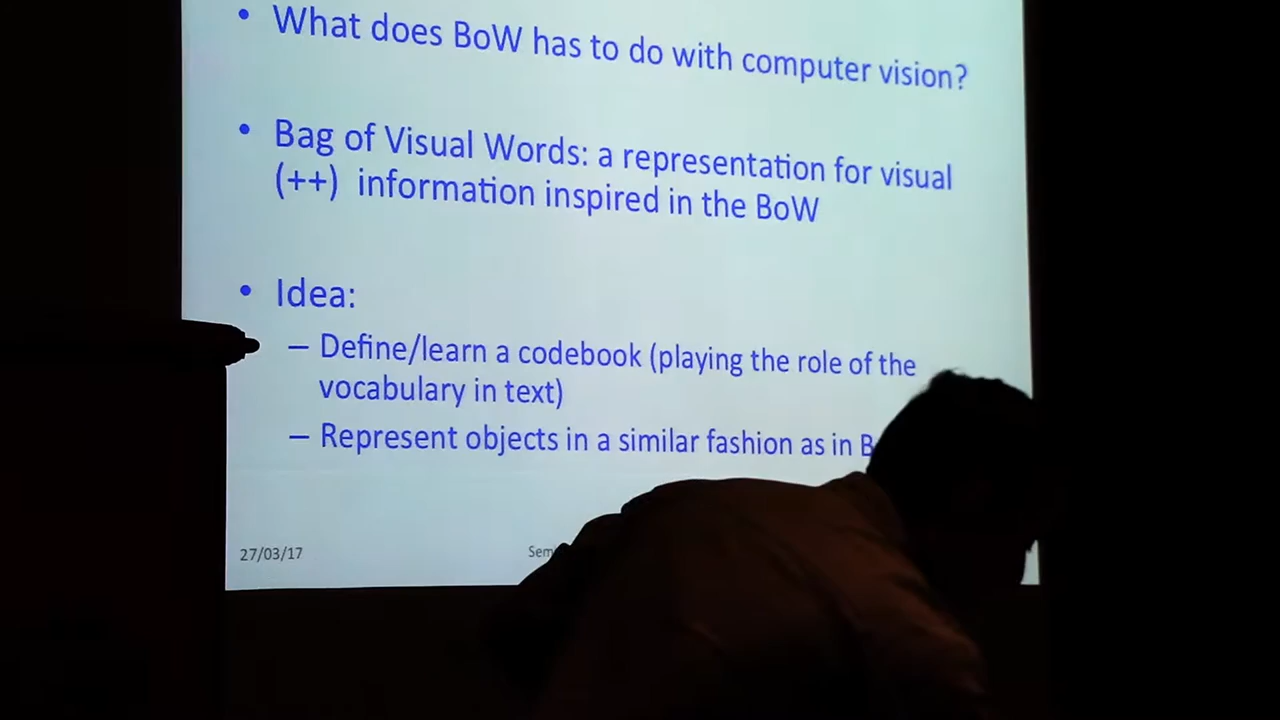 • What does BoW has to do with computer vision?
• Bag of Visual Words: a representation for visual
(++) information inspired in the BoW
• Idea:
– Define/learn a codebook (playing the role of the
vocabulary in text)
– Represent objects in a similar fashion as in
27/03/17